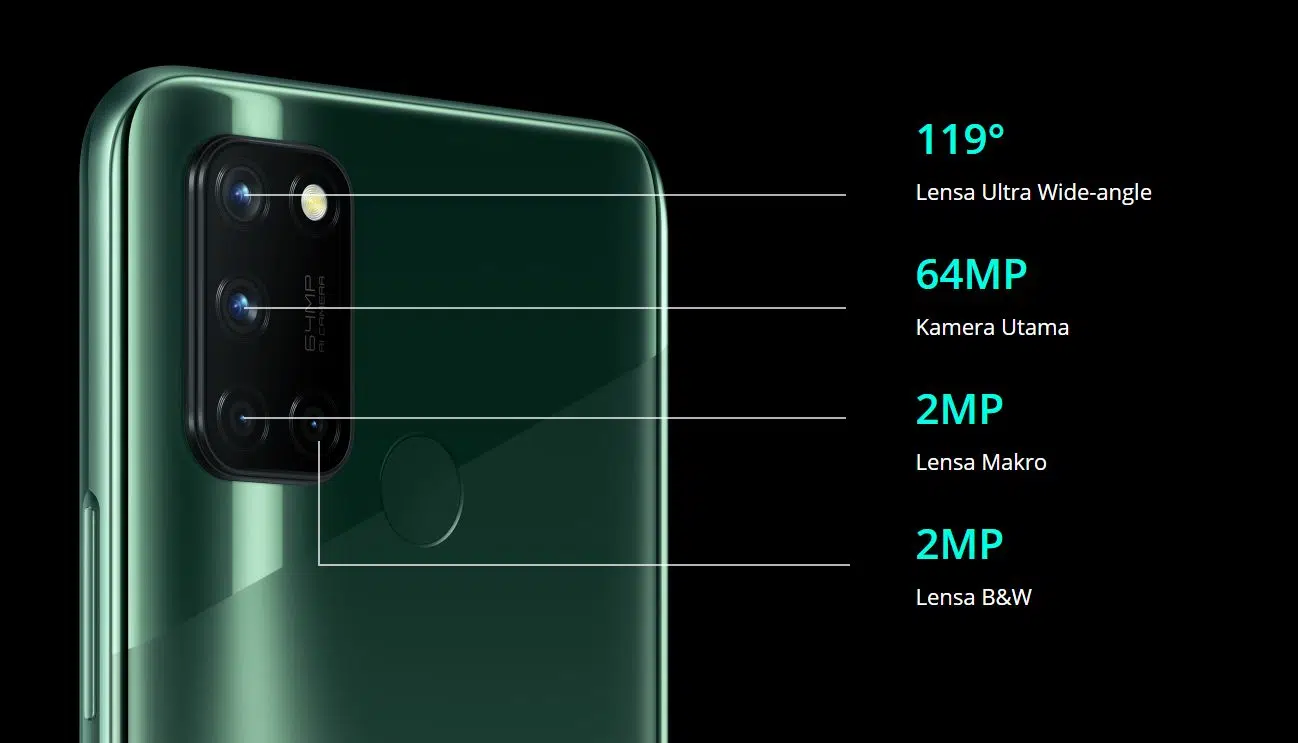 119°
Lensa Ultra Wide-angle
64MP
AI CAMERA
64MP
Kamera Utama
2MP
Lensa Makro
2MP
Lensa B&W